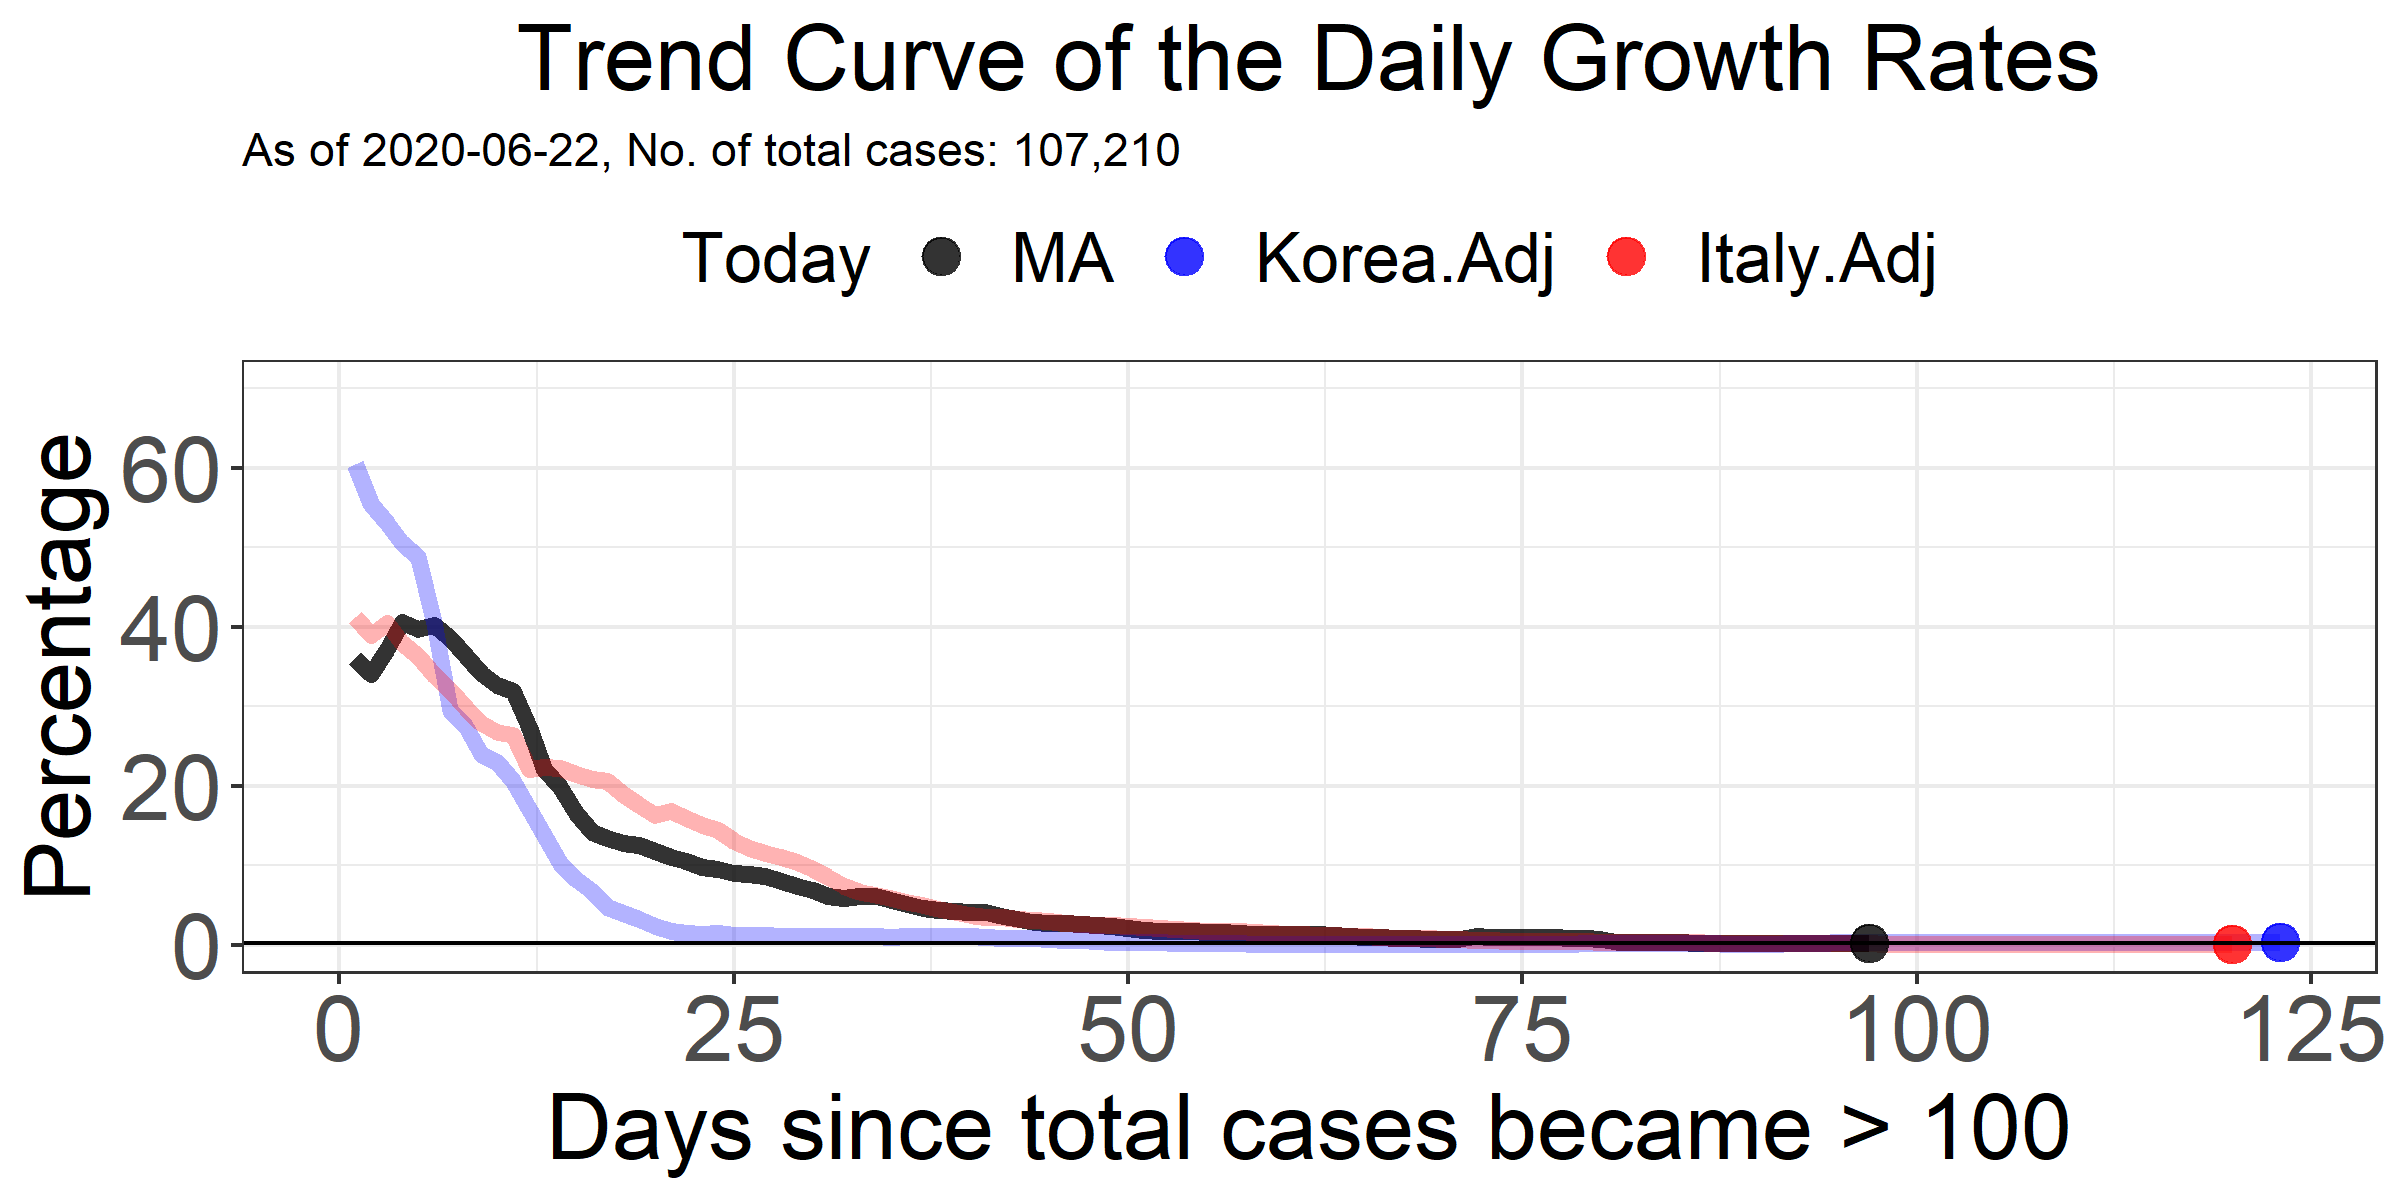 Trend Curve of the Daily Growth Rates
As of 2020-06-22, No. of total cases: 107,210
Today MA Korea.Adj Italy.Adj
Percentage
60
40
20
0
0 25 50 75 100 125
Days since total cases became > 100